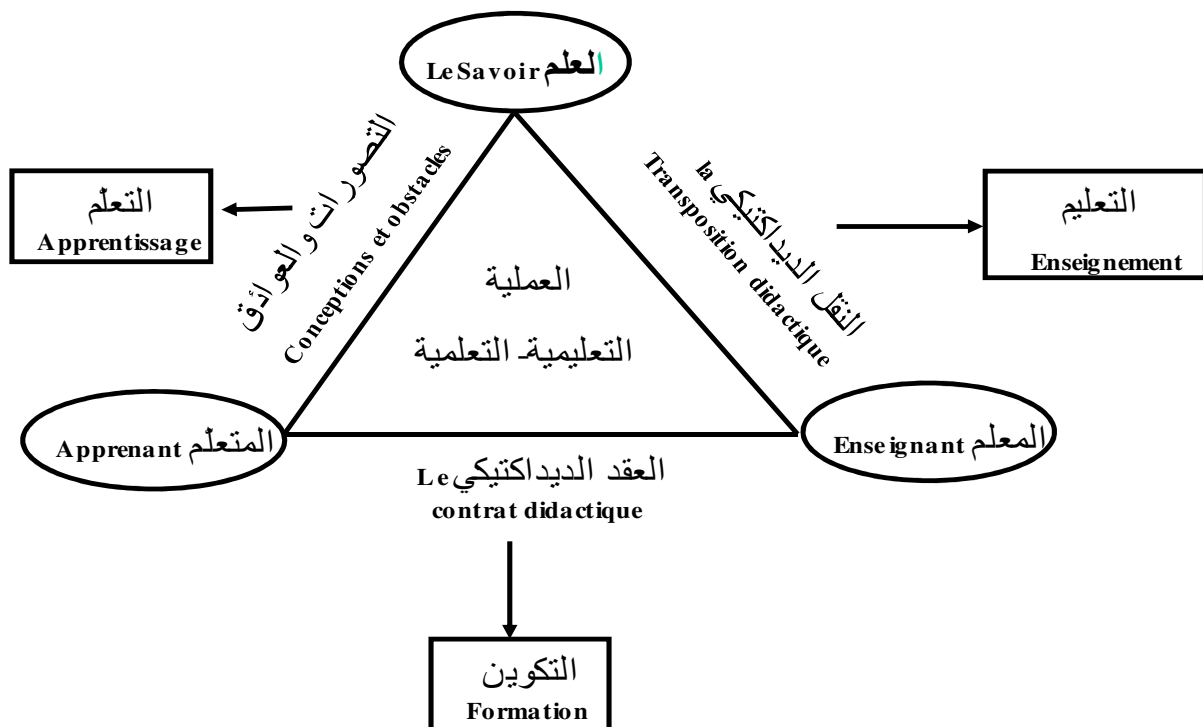 Le Savoir العلم
التصورات والعوائق
Conceptions et obstacles
النقل الديداكتيكي la
Transposition didactique
التعلّم
Apprentissage
التعليم
Enseignement
العملية
التعليمية- التعلمية
Apprenant المتعلّم
Enseignant المعلم
Le العقد الديداكتيكي
contrat didactique
التكوين
Formation